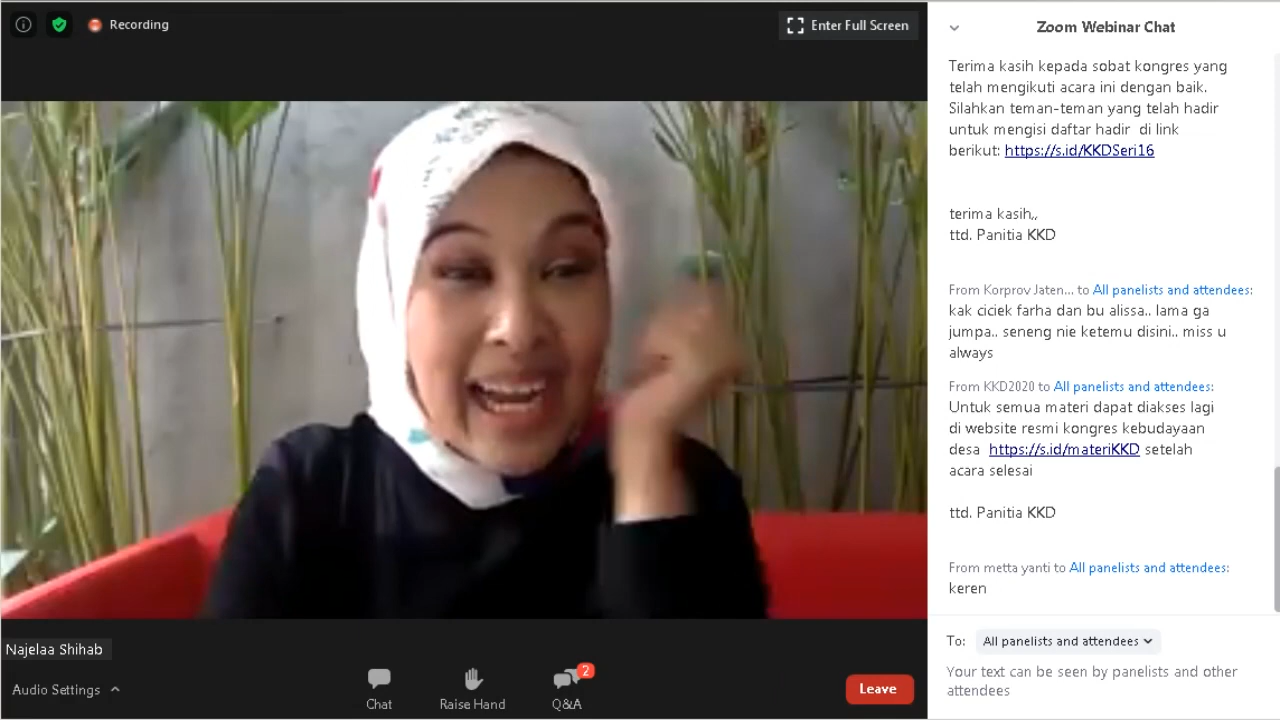 Recording
Enter Full Screen
Najelaa Shihab
Audio Settings
Chat
Raise Hand
2
Q&A
Leave
Zoom Webinar Chat
Terima kasih kepada sobat kongres yang
telah mengikuti acara ini dengan baik.
Silahkan teman-teman yang telah hadir
untuk mengisi daftar hadir di link
berikut: https://s.id/KKDSeri16
terima kasih,,
ttd. Panitia KKD
From Korprov Jaten... to All panelists and attendees:
kak ciciek farha dan bu alissa.. lama ga
jumpa.. seneng nie ketemu disini.. miss u
always
From KKD2020 to All panelists and attendees:
Untuk semua materi dapat diakses lagi
di website resmi kongres kebudayaan
desa https://s.id/materiKKD setelah
acara selesai
ttd. Panitia KKD
From metta yanti to All panelists and attendees:
keren
To: All panelists and attendees
Your text can be seen by panelists and other
attendees